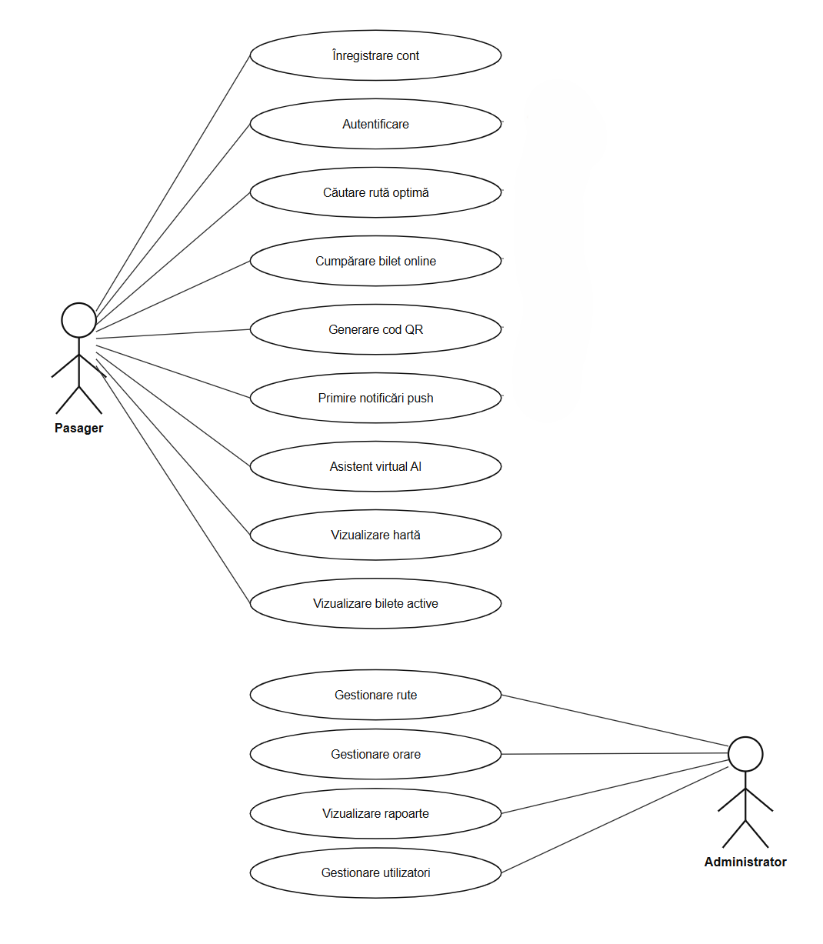 Înregistrare cont
Autentificare
Căutare rută optimă
Cumpărare bilet online
Generare cod QR
Primire notificări push
Pasager
Asistent virtual AI
Vizualizare hartă
Vizualizare bilete active
Gestionare rute
Gestionare orare
Vizualizare rapoarte
Administrator
Gestionare utilizatori